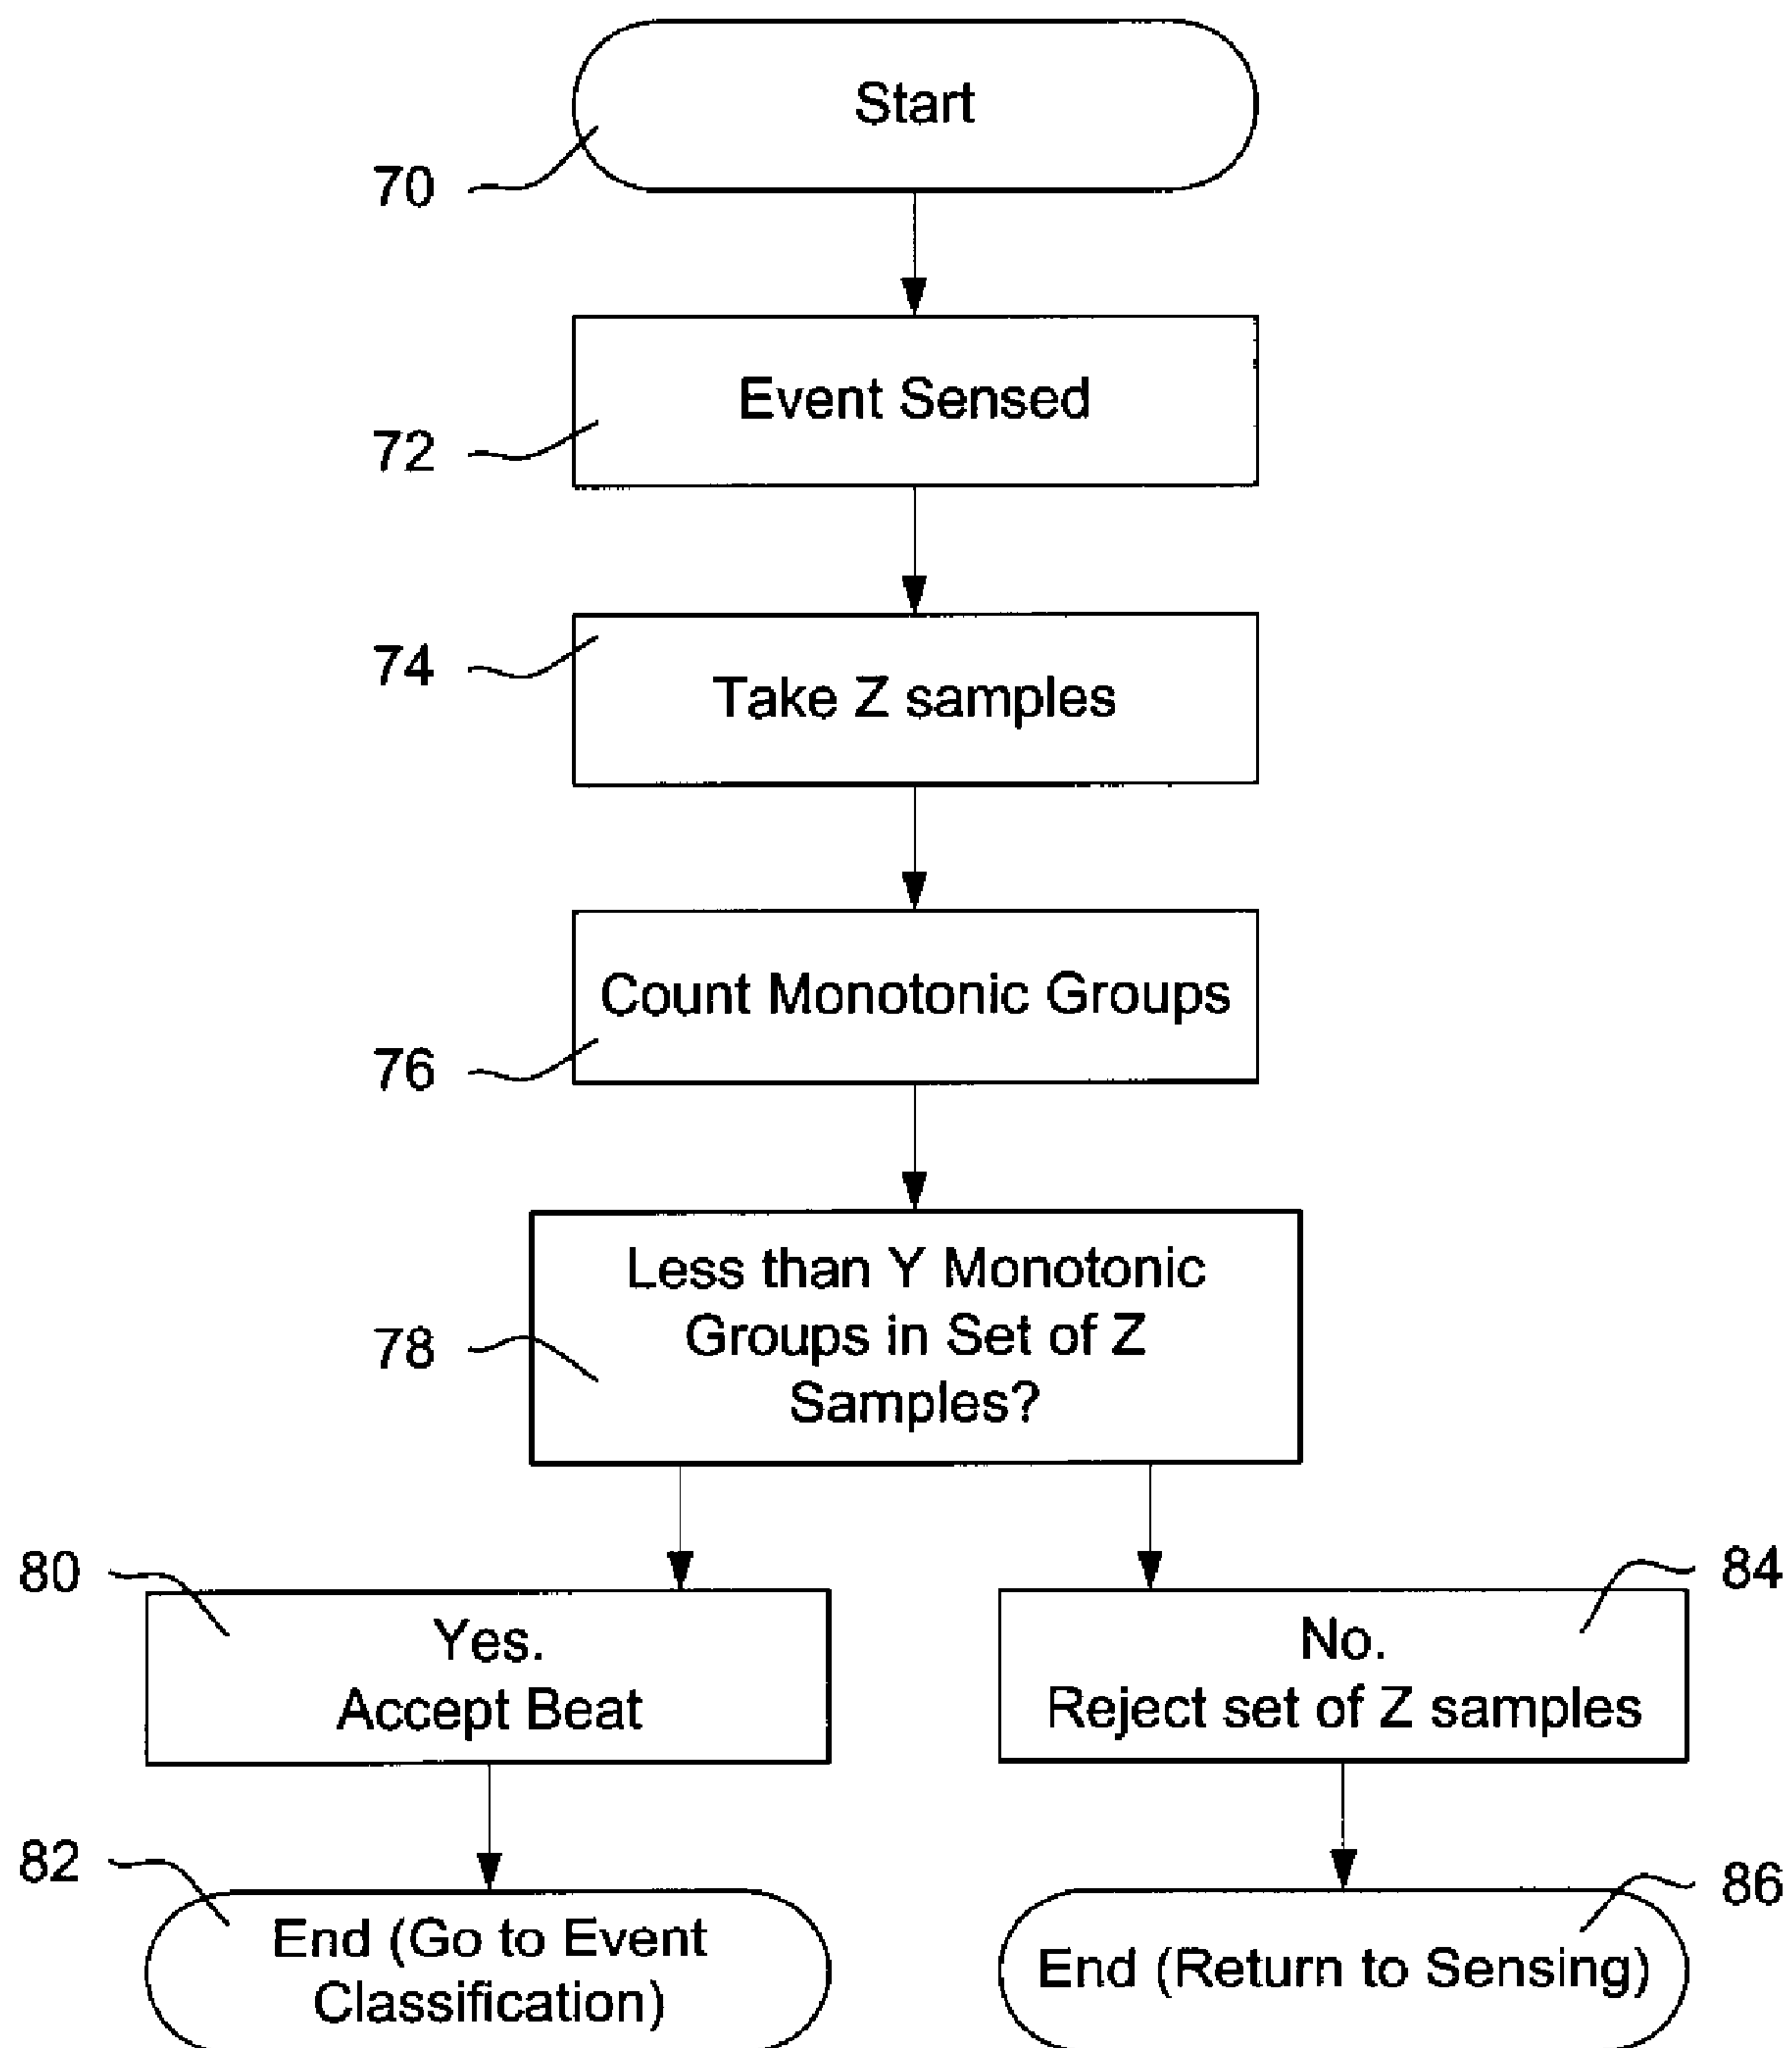 Start
70
Event Sensed
72
74
Take Z samples
Count Monotonic Groups
76
Less than Y Monotonic
Groups in Set of Z
Samples?
78
80
Yes.
Accept Beat
84
No.
Reject set of Z samples
82
End (Go to Event
Classification)
86
End (Return to Sensing)